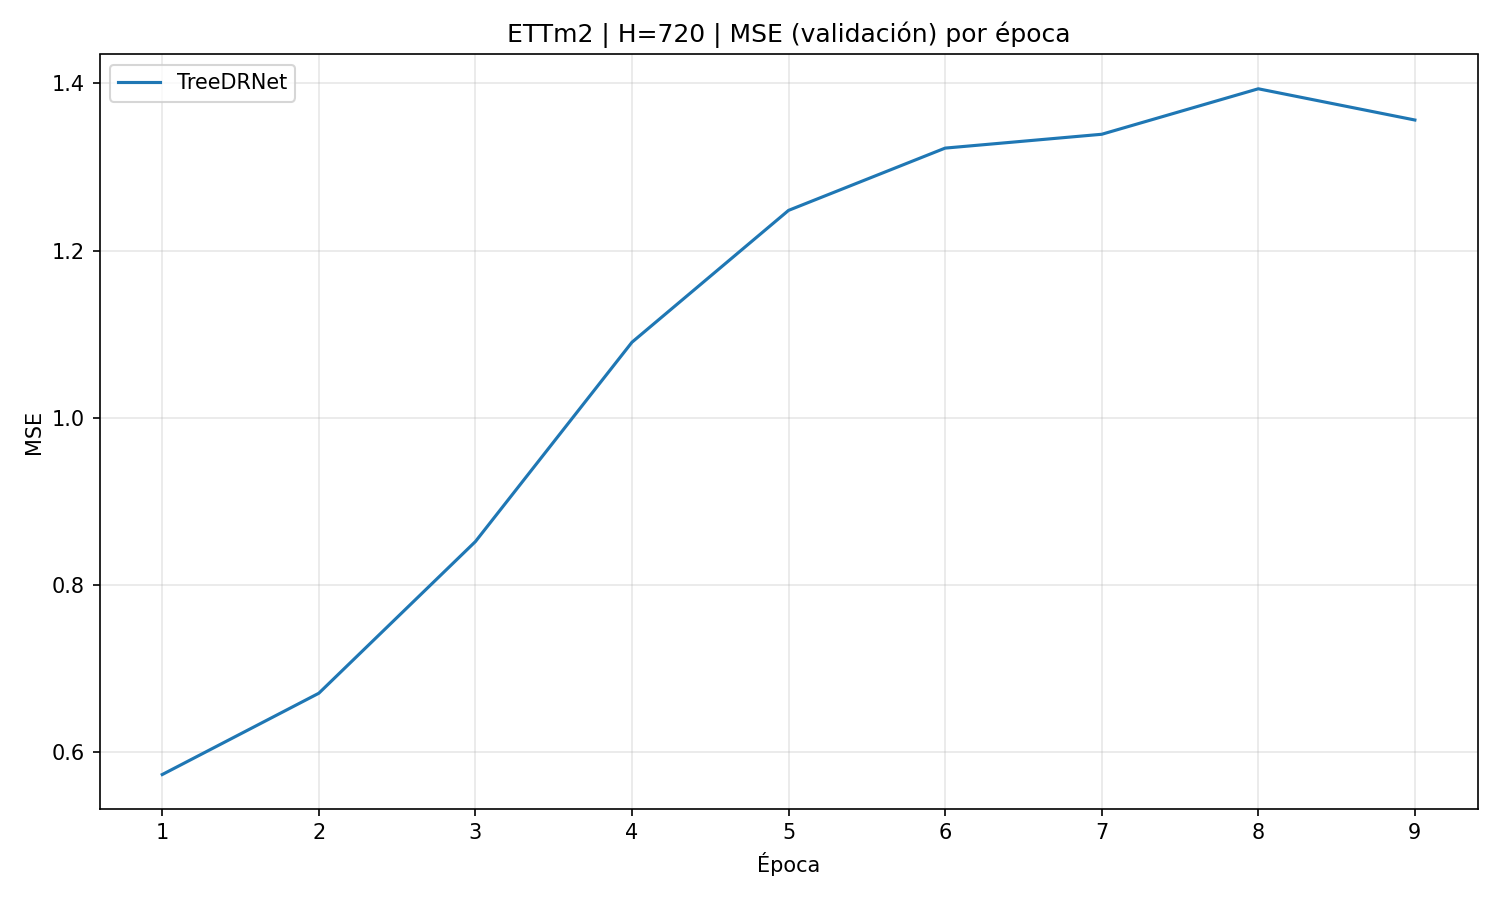 ETTm2 | H=720 | MSE (validación) por época
TreeDRNet
1.4
1.2
1.0
0.8
0.6
MSE
1 2 3 4 5 6 7 8 9
Época